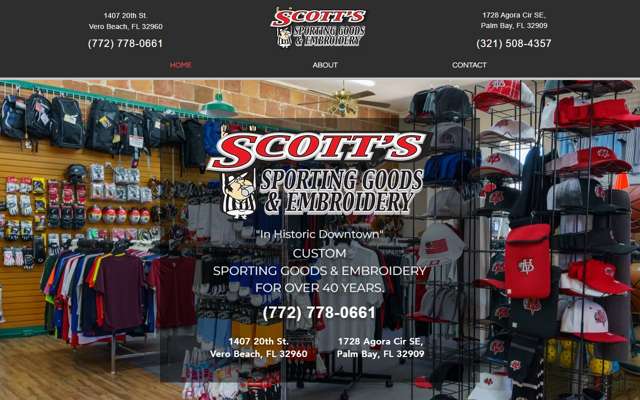 1407 20th St.
Vero Beach, FL 32960
(772) 778-0661
SCOTT'S
SPORTING GOODS
& EMBROIDERY
1728 Agora Cir SE,
Palm Bay, FL 32909
(321) 508-4357
HOME
ABOUT
CONTACT
SCOTT'S
SPORTING GOODS
& EMBROIDERY
"In Historic Downtown"
CUSTOM
SPORTING GOODS & EMBROIDERY
FOR OVER 40 YEARS.
(772) 778-0661
1407 20th St.
Vero Beach, FL 32960
1728 Agora Cir SE,
Palm Bay, FL 32909